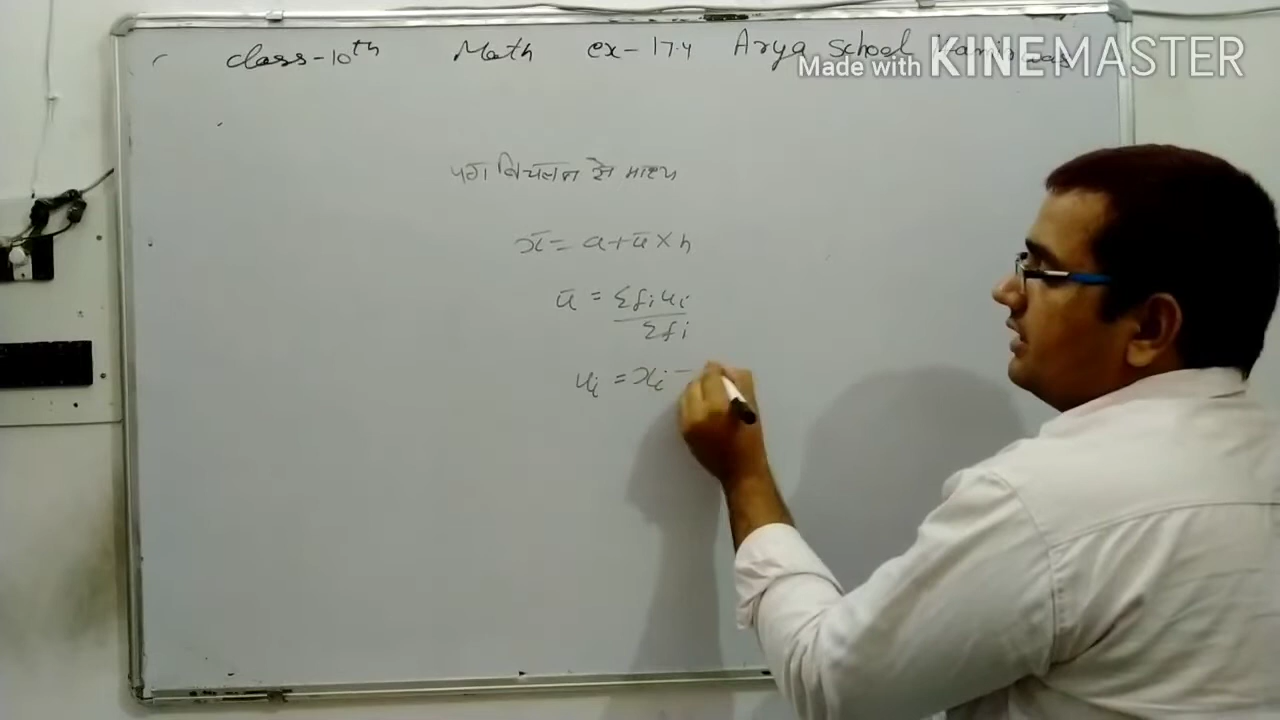 class-10th Math ex-17.4 Arya school
Made with KINEMASTER
पग विचलन से माध्य
x̄ = a + ū × h
ū = Σfiui
Σfi
ui = xi -